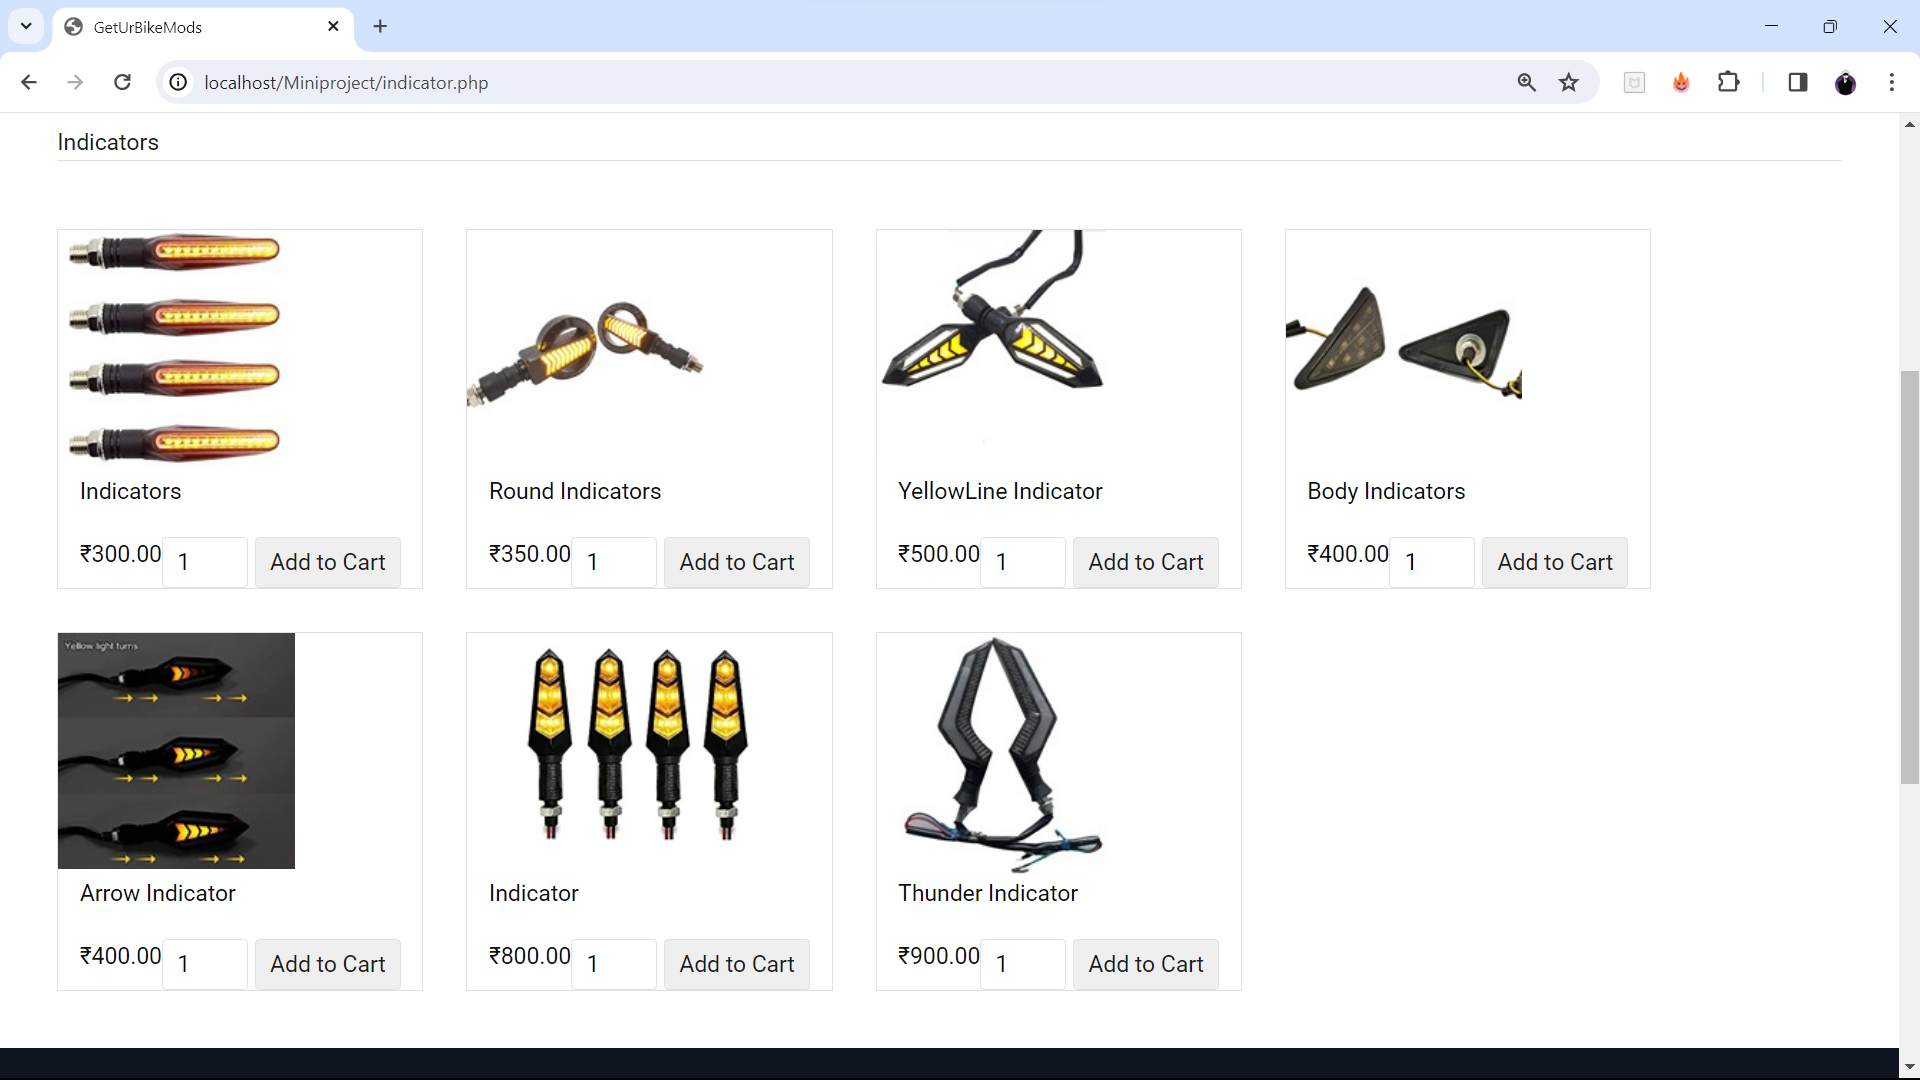 GetUrBikeMods
localhost/Miniproject/indicator.php
Indicators
Indicators
₹300.00 1 Add to Cart
Round Indicators
₹350.00 1 Add to Cart
YellowLine Indicator
₹500.00 1 Add to Cart
Body Indicators
₹400.00 1 Add to Cart
Yellow light turns
Arrow Indicator
₹400.00 1 Add to Cart
Indicator
₹800.00 1 Add to Cart
Thunder Indicator
₹900.00 1 Add to Cart